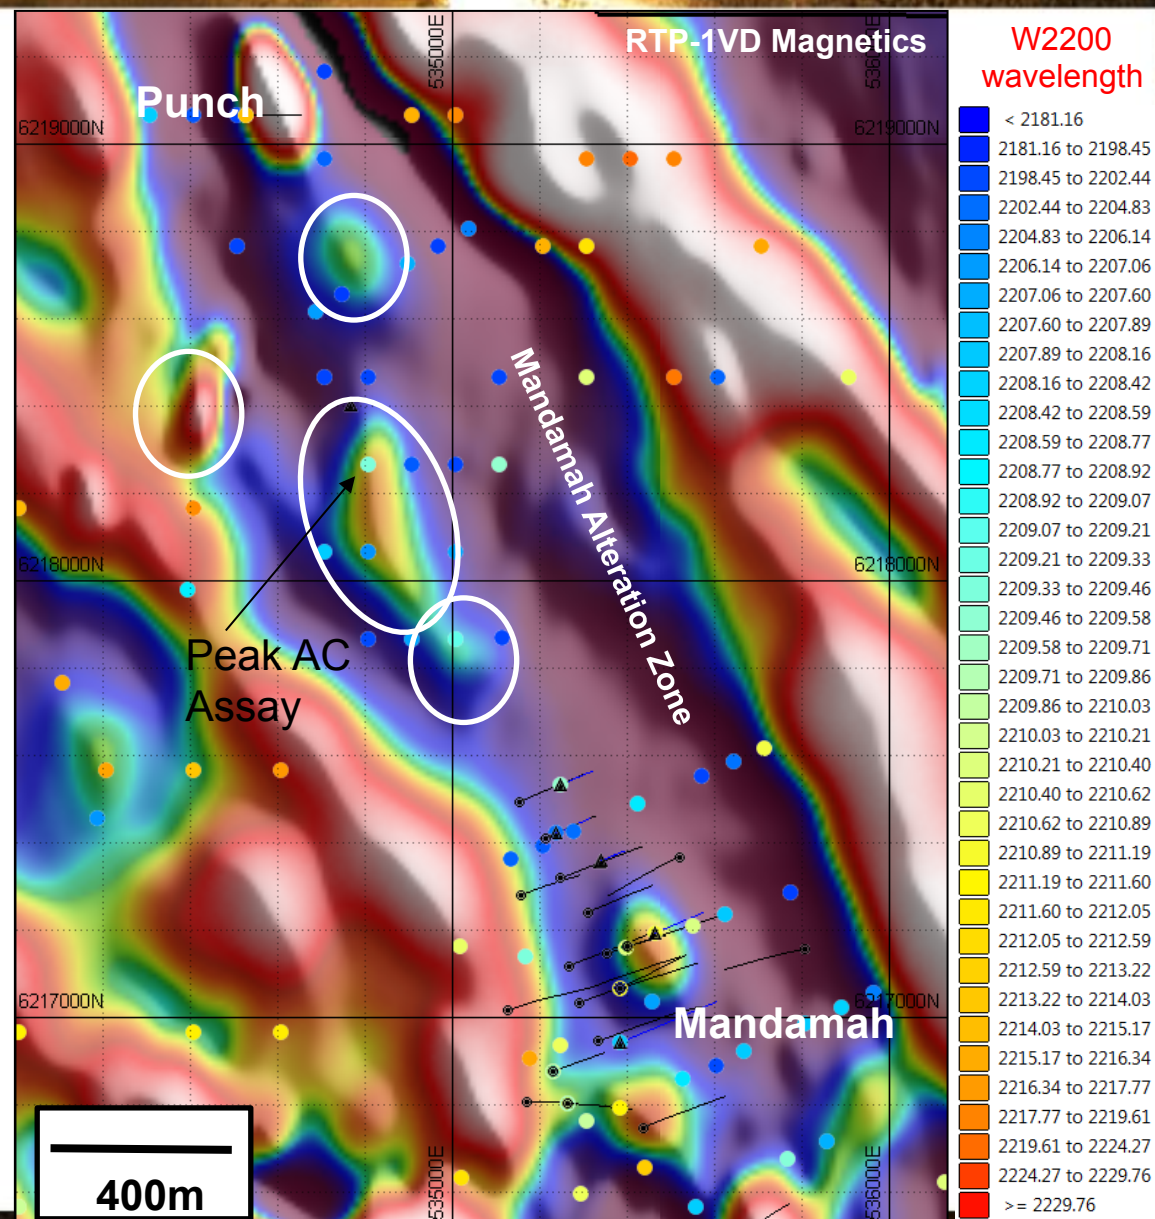 RTP-1VD Magnetics
535000E
536000E
Punch
6219000N
6219000N
Mandamah Alteration Zone
6218000N
6218000N
Peak AC
Assay
6217000N
6217000N
Mandamah
400m
535000E
536000E
W2200
wavelength
< 2181.16
2181.16 to 2198.45
2198.45 to 2202.44
2202.44 to 2204.83
2204.83 to 2206.14
2206.14 to 2207.06
2207.06 to 2207.60
2207.60 to 2207.89
2207.89 to 2208.16
2208.16 to 2208.42
2208.42 to 2208.59
2208.59 to 2208.77
2208.77 to 2208.92
2208.92 to 2209.07
2209.07 to 2209.21
2209.21 to 2209.33
2209.33 to 2209.46
2209.46 to 2209.58
2209.58 to 2209.71
2209.71 to 2209.86
2209.86 to 2210.03
2210.03 to 2210.21
2210.21 to 2210.40
2210.40 to 2210.62
2210.62 to 2210.89
2210.89 to 2211.19
2211.19 to 2211.60
2211.60 to 2212.05
2212.05 to 2212.59
2212.59 to 2213.22
2213.22 to 2214.03
2214.03 to 2215.17
2215.17 to 2216.34
2216.34 to 2217.77
2217.77 to 2219.61
2219.61 to 2224.27
2224.27 to 2229.76
>= 2229.76